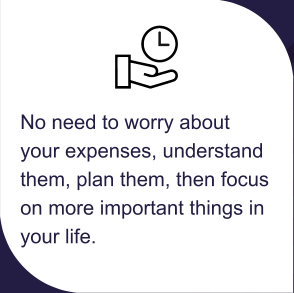 No need to worry about
your expenses, understand
them, plan them, then focus
on more important things in
your life.